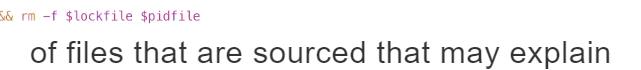 && rm -f $lockfile $pidfile
of files that are sourced that may explain